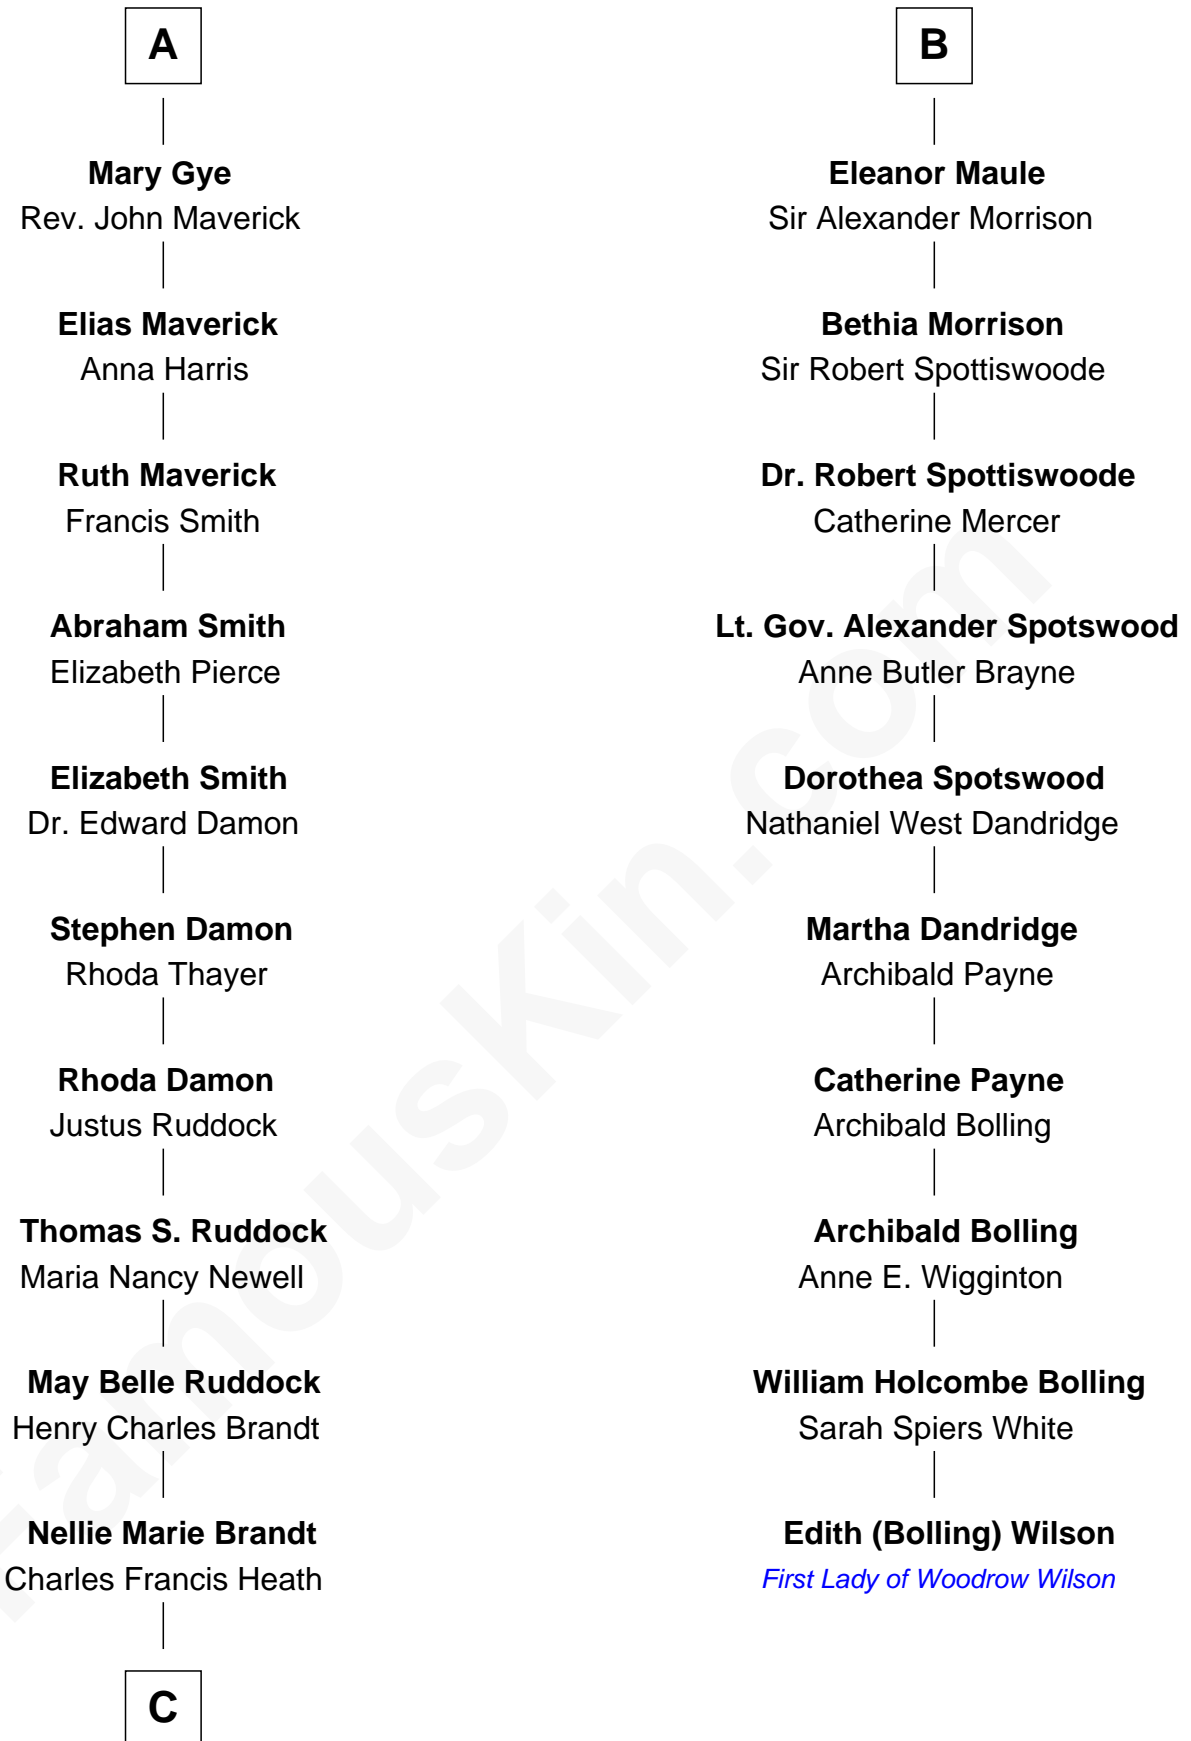 A
Mary Gye
Rev. John Maverick
Elias Maverick
Anna Harris
Ruth Maverick
Francis Smith
Abraham Smith
Elizabeth Pierce
Elizabeth Smith
Dr. Edward Damon
Stephen Damon
Rhoda Thayer
Rhoda Damon
Justus Ruddock
Thomas S. Ruddock
Maria Nancy Newell
May Belle Ruddock
Henry Charles Brandt
Nellie Marie Brandt
Charles Francis Heath
C
B
Eleanor Maule
Sir Alexander Morrison
Bethia Morrison
Sir Robert Spottiswoode
Dr. Robert Spottiswoode
Catherine Mercer
Lt. Gov. Alexander Spotswood
Anne Butler Brayne
Dorothea Spotswood
Nathaniel West Dandridge
Martha Dandridge
Archibald Payne
Catherine Payne
Archibald Bolling
Archibald Bolling
Anne E. Wigginton
William Holcombe Bolling
Sarah Spiers White
Edith (Bolling) Wilson
First Lady of Woodrow Wilson
FamousKin.com